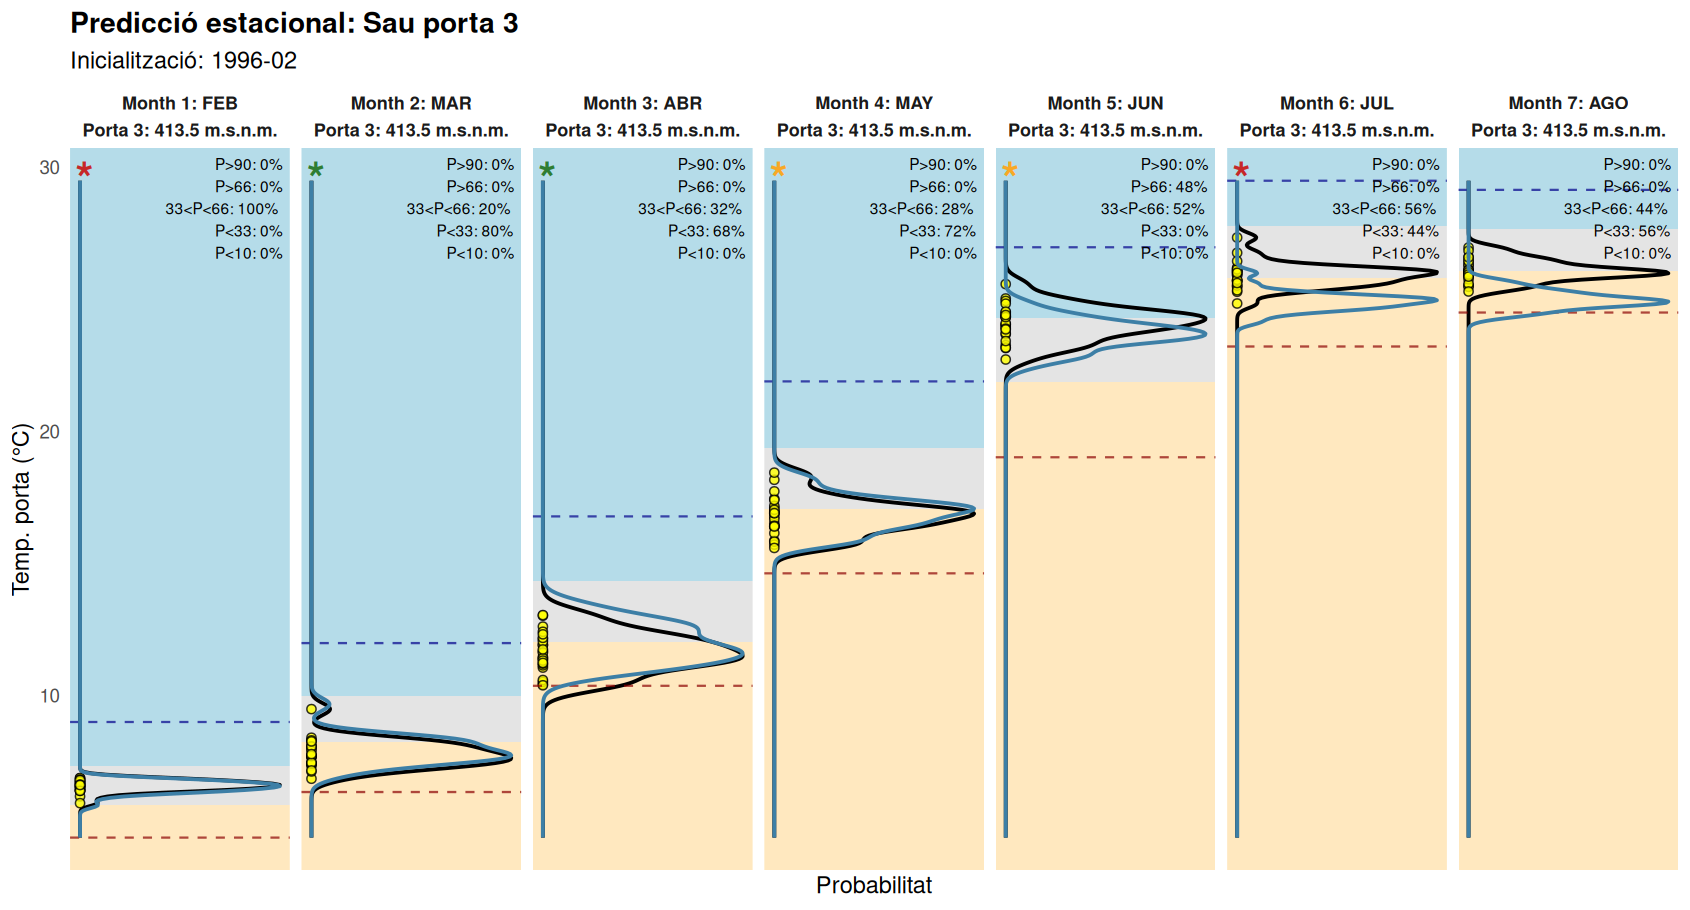 Predicció estacional: Sau porta 3
Inicialització: 1996-02
Month 1: FEB
Porta 3: 413.5 m.s.n.m.
Month 2: MAR
Porta 3: 413.5 m.s.n.m.
Month 3: ABR
Porta 3: 413.5 m.s.n.m.
Month 4: MAY
Porta 3: 413.5 m.s.n.m.
Month 5: JUN
Porta 3: 413.5 m.s.n.m.
Month 6: JUL
Porta 3: 413.5 m.s.n.m.
Month 7: AGO
Porta 3: 413.5 m.s.n.m.
Temp. porta (°C)
30
20
10
*
P>90: 0%
P>66: 0%
33<P<66: 100%
P<33: 0%
P<10: 0%
*
P>90: 0%
P>66: 0%
33<P<66: 20%
P<33: 80%
P<10: 0%
*
P>90: 0%
P>66: 0%
33<P<66: 32%
P<33: 68%
P<10: 0%
*
P>90: 0%
P>66: 0%
33<P<66: 28%
P<33: 72%
P<10: 0%
*
P>90: 0%
P>66: 48%
33<P<66: 52%
P<33: 0%
P<10: 0%
*
P>90: 0%
P>66: 0%
33<P<66: 56%
P<33: 44%
P<10: 0%
P>90: 0%
P>66: 0%
33<P<66: 44%
P<33: 56%
P<10: 0%
Probabilitat